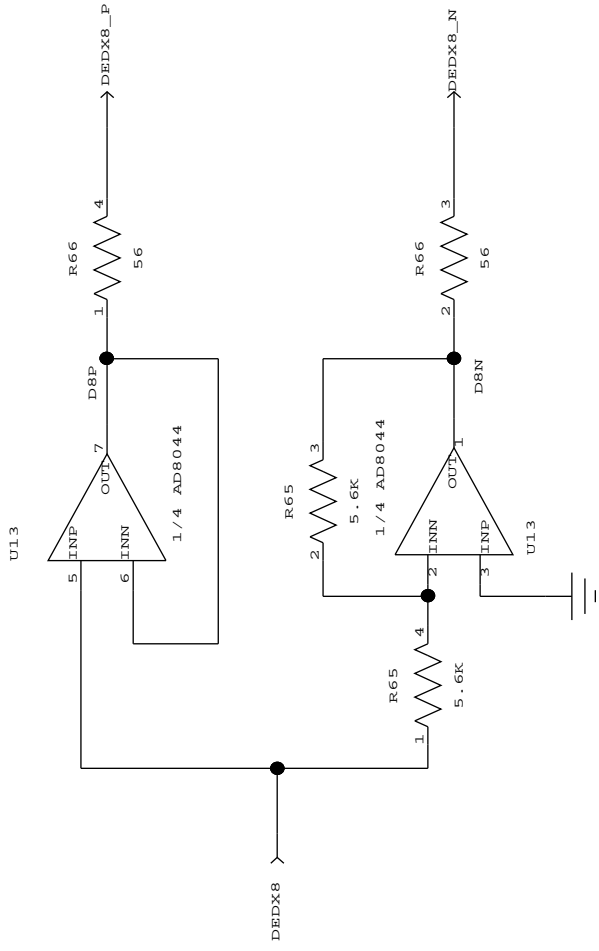 DEDX8_P
DEDX8_N
4
R66
56
1
3
R66
56
2
D8P
D8N
7
OUT
1/4 AD8044
U13
INP
INN
5
6
3
R65
5.6K
2
1/4 AD8044
1
OUT
INN
INP
U13
2
3
4
R65
5.6K
1
DEDX8